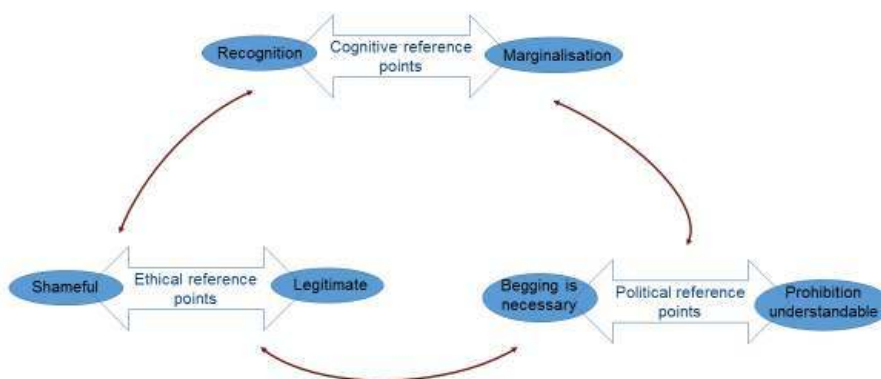 Recognition
Cognitive reference
points
Marginalisation
Shameful
Ethical reference
points
Legitimate
Begging is
necessary
Political reference
points
Prohibition
understandable